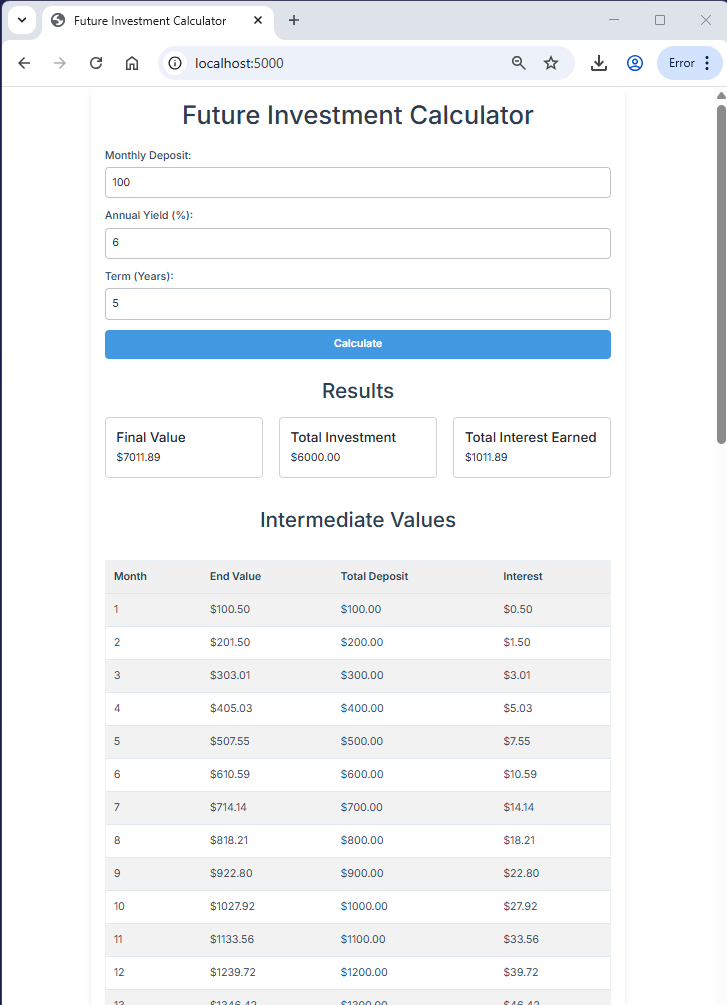 Future Investment Calculator
localhost:5000
Error
Future Investment Calculator
Monthly Deposit:
100
Annual Yield (%):
6
Term (Years):
5
Calculate
Results
Final Value Total Investment Total Interest Earned
$7011.89 $6000.00 $1011.89
Intermediate Values
Month End Value Total Deposit Interest
1 $100.50 $100.00 $0.50
2 $201.50 $200.00 $1.50
3 $303.01 $300.00 $3.01
4 $405.03 $400.00 $5.03
5 $507.55 $500.00 $7.55
6 $610.59 $600.00 $10.59
7 $714.14 $700.00 $14.14
8 $818.21 $800.00 $18.21
9 $922.80 $900.00 $22.80
10 $1027.92 $1000.00 $27.92
11 $1133.56 $1100.00 $33.56
12 $1239.72 $1200.00 $39.72
13 $1346.42 $1300.00 $46.42